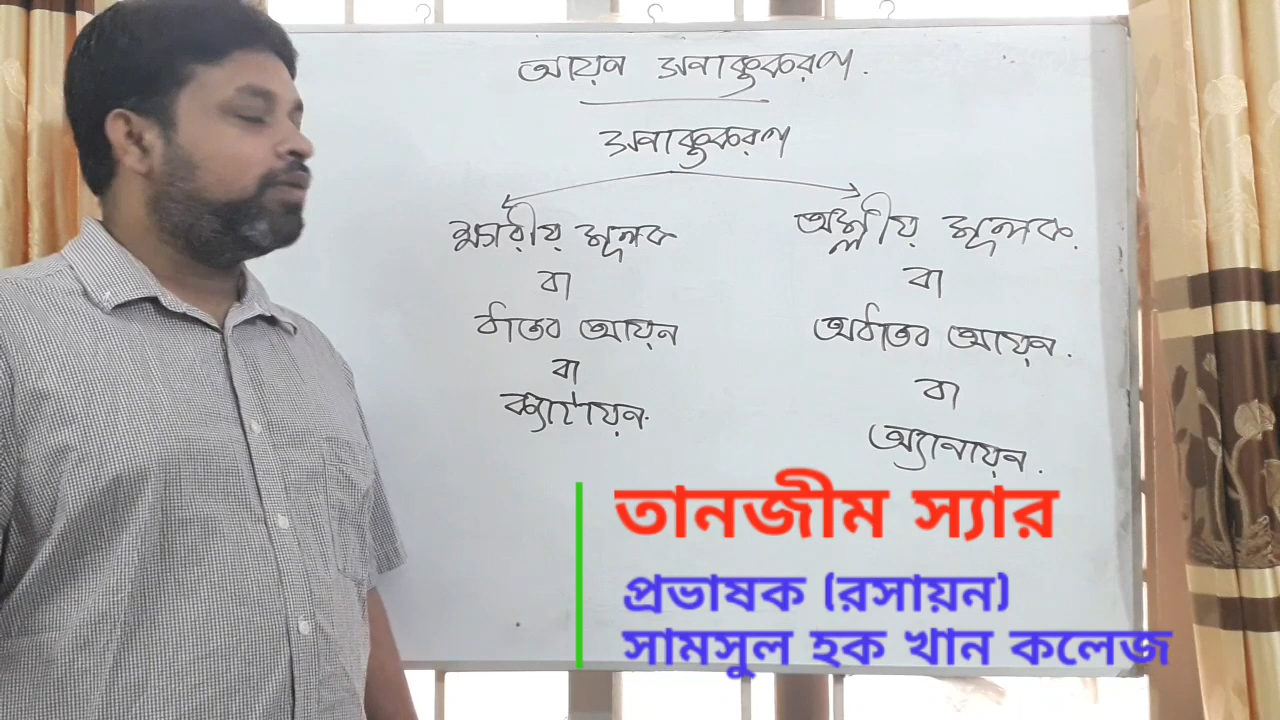 আয়ন সনাক্তকরণ.
সনাক্তকরণ
ক্ষারীয় মূলক
বা
ধাতব আয়ন
বা
ক্যাটায়ন.
অম্লীয় মূলক.
বা
অধাতব আয়ন.
বা
অ্যানায়ন.
তানজীম স্যার
প্রভাষক (রসায়ন)
সামসুল হক খান কলেজ